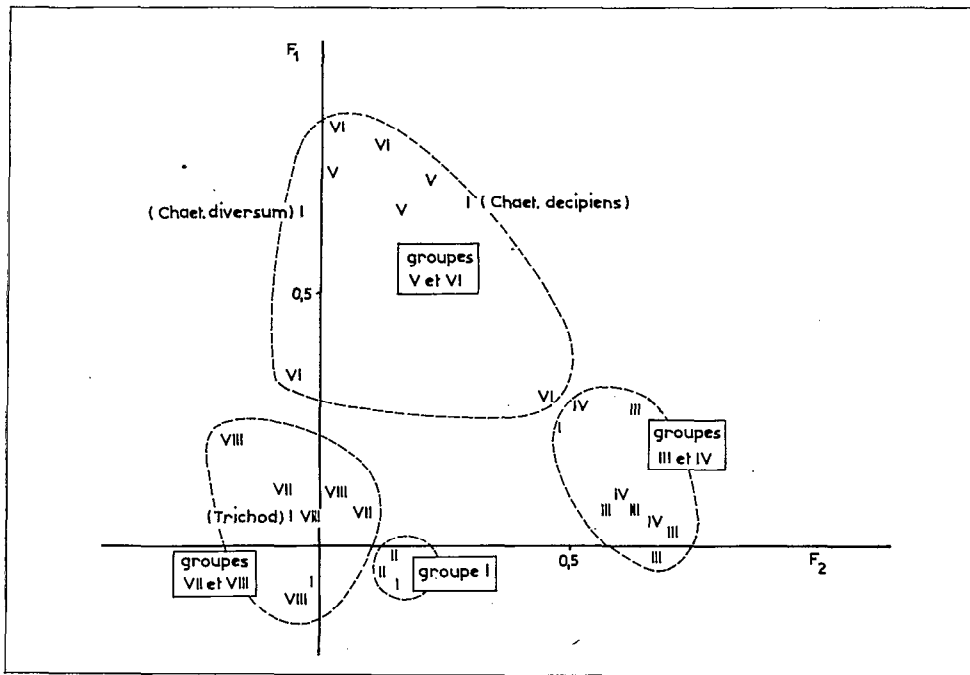 F1
VI
VI
V
V
(Chaet. diversum) I
I (Chaet. decipiens)
V
groupes
V et VI
0,5
VI
VI
IV
III
I
groupes
III et IV
VIII
VII
VIII
IV
(Trichod) I
VII
III
IV
III
groupes
VII et VIII
II
II
I
groupe I
III
0,5
F2
I
VIII